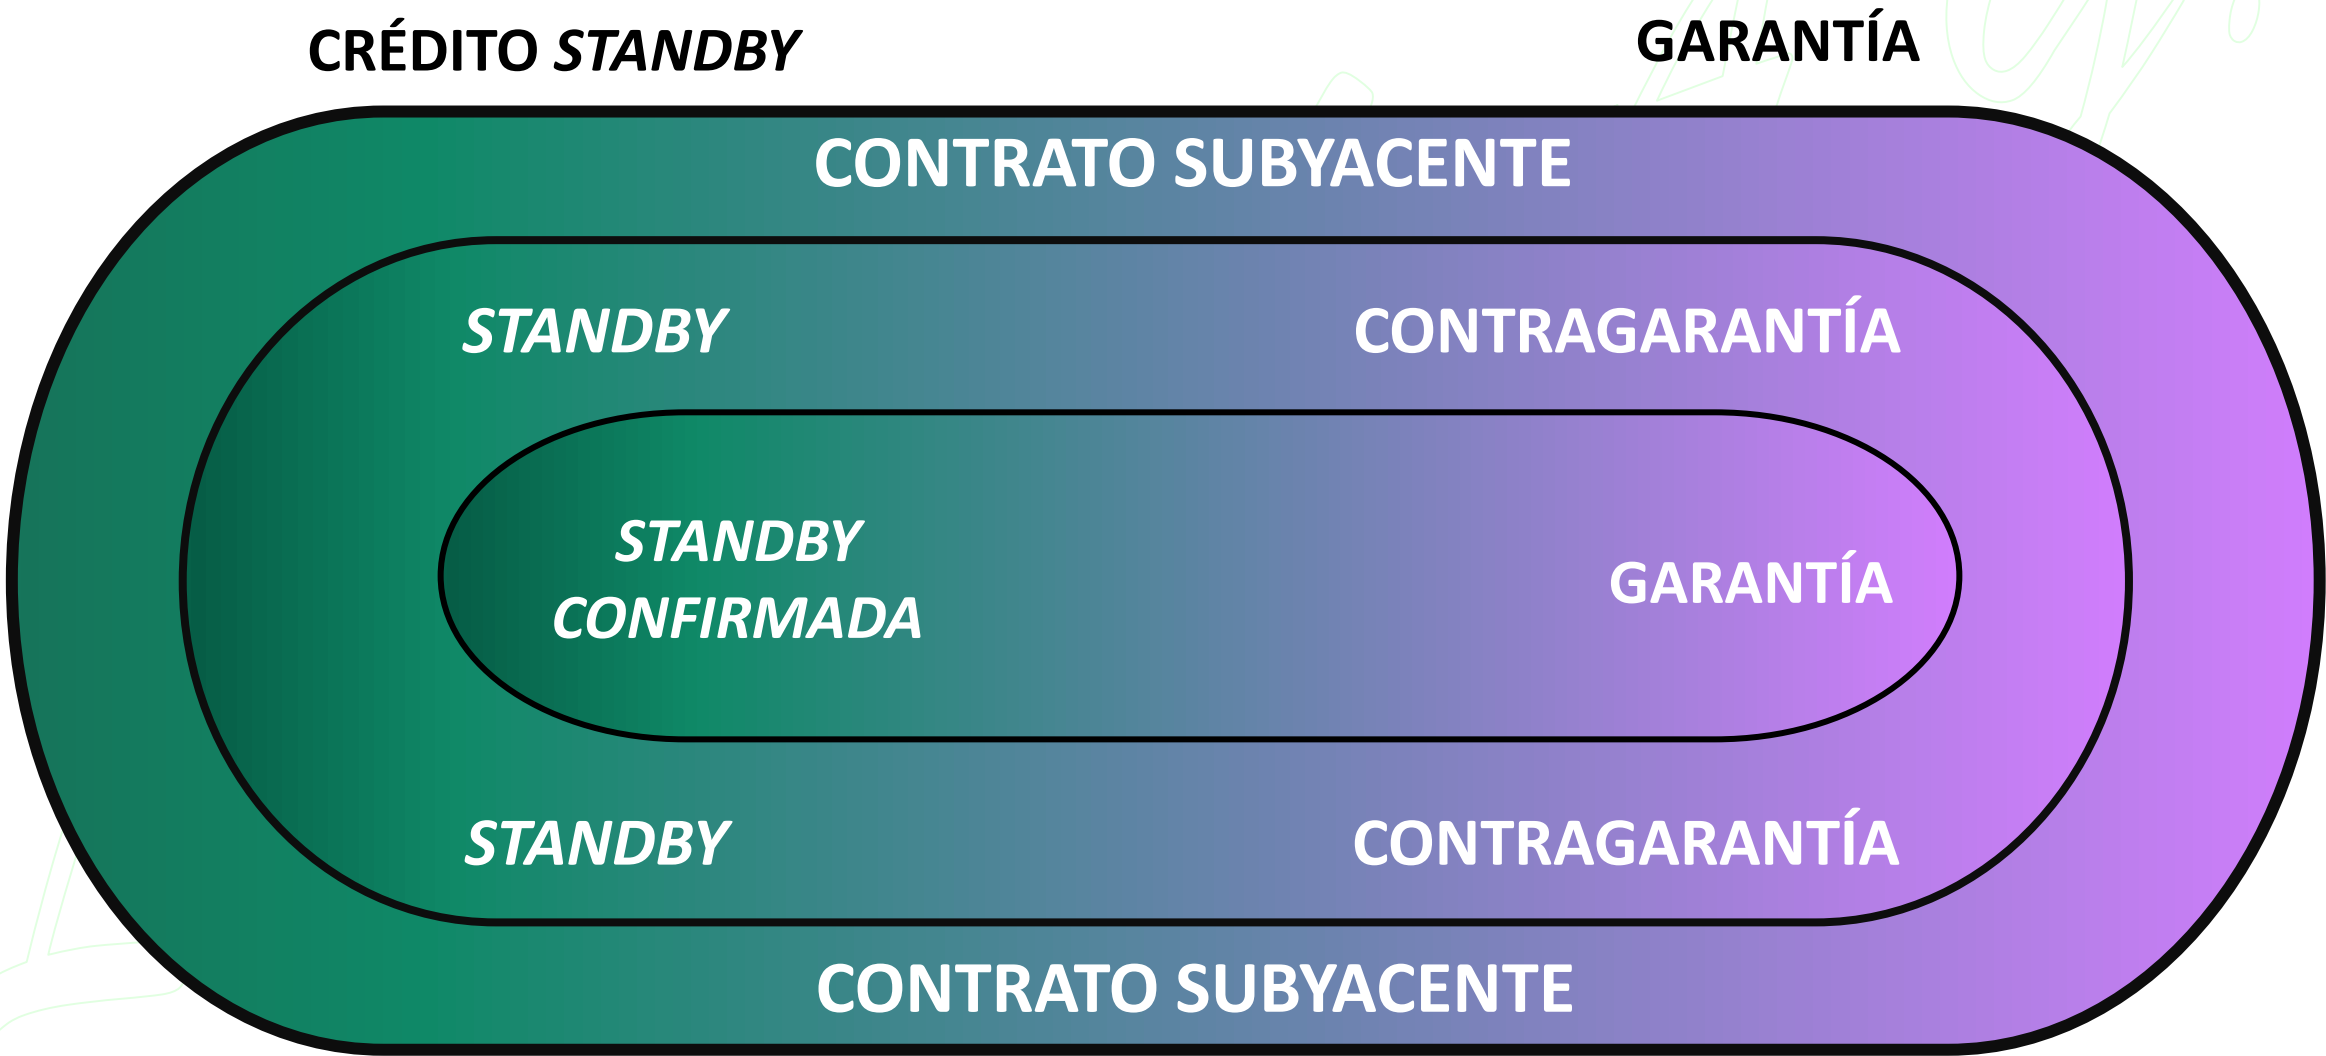 CRÉDITO STANDBY
GARANTÍA
CONTRATO SUBYACENTE
STANDBY
CONTRAGARANTÍA
STANDBY
CONFIRMADA
GARANTÍA
STANDBY
CONTRAGARANTÍA
CONTRATO SUBYACENTE